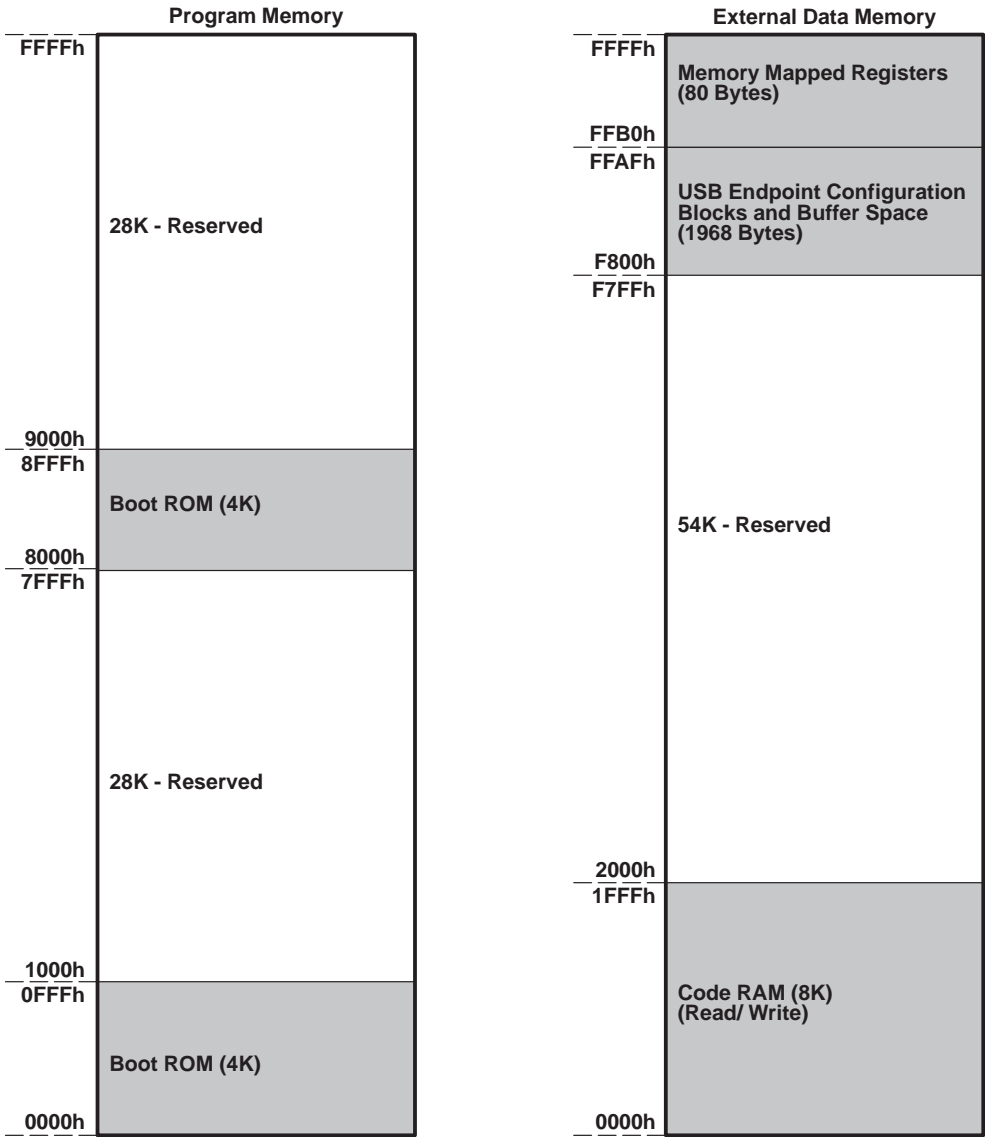 Program Memory
FFFFh
28K - Reserved
9000h
8FFFh
Boot ROM (4K)
8000h
7FFFh
28K - Reserved
1000h
0FFFh
Boot ROM (4K)
0000h
External Data Memory
FFFFh
Memory Mapped Registers
(80 Bytes)
FFB0h
FFAFh
USB Endpoint Configuration
Blocks and Buffer Space
(1968 Bytes)
F800h
F7FFh
54K - Reserved
2000h
1FFFh
Code RAM (8K)
(Read/ Write)
0000h